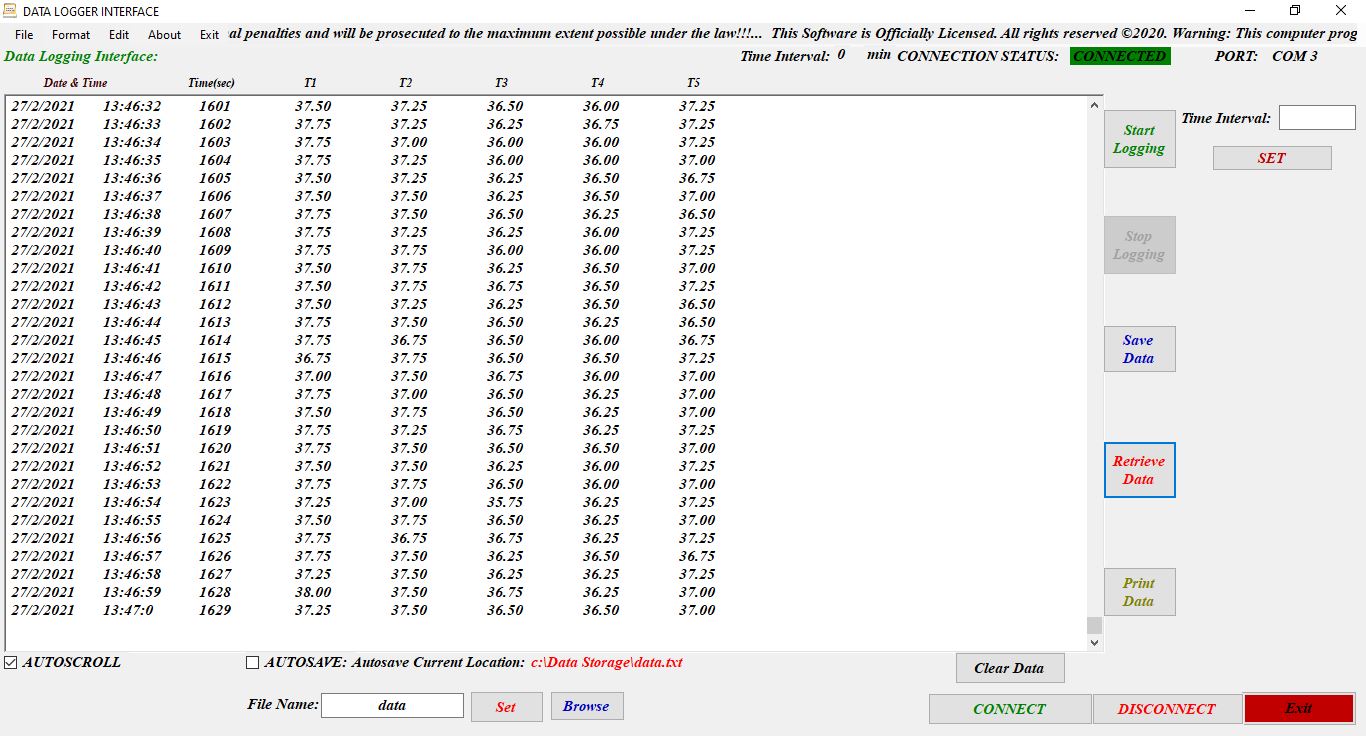 DATA LOGGER INTERFACE
File Format Edit About Exit al penalties and will be prosecuted to the maximum extent possible under the law!!!... This Software is Officially Licensed. All rights reserved ©2020. Warning: This computer prog
Data Logging Interface: Time Interval: 0 min CONNECTION STATUS: CONNECTED PORT: COM 3
Date & Time Time(sec) T1 T2 T3 T4 T5
27/2/2021 13:46:32 1601 37.50 37.25 36.50 36.00 37.25
27/2/2021 13:46:33 1602 37.75 37.25 36.25 36.75 37.25
27/2/2021 13:46:34 1603 37.75 37.00 36.00 36.00 37.25
27/2/2021 13:46:35 1604 37.75 37.25 36.00 36.00 37.00
27/2/2021 13:46:36 1605 37.50 37.25 36.25 36.50 36.75
27/2/2021 13:46:37 1606 37.50 37.50 36.25 36.50 37.00
27/2/2021 13:46:38 1607 37.75 37.50 36.50 36.25 36.50
27/2/2021 13:46:39 1608 37.75 37.25 36.25 36.00 37.25
27/2/2021 13:46:40 1609 37.75 37.75 36.00 36.00 37.25
27/2/2021 13:46:41 1610 37.50 37.75 36.25 36.50 37.00
27/2/2021 13:46:42 1611 37.50 37.75 36.75 36.50 37.25
27/2/2021 13:46:43 1612 37.50 37.25 36.25 36.50 36.50
27/2/2021 13:46:44 1613 37.75 37.50 36.50 36.25 36.50
27/2/2021 13:46:45 1614 37.75 36.75 36.50 36.00 36.75
27/2/2021 13:46:46 1615 36.75 37.75 36.50 36.50 37.25
27/2/2021 13:46:47 1616 37.00 37.50 36.75 36.00 37.00
27/2/2021 13:46:48 1617 37.75 37.00 36.50 36.25 37.00
27/2/2021 13:46:49 1618 37.50 37.75 36.50 36.25 37.00
27/2/2021 13:46:50 1619 37.75 37.25 36.75 36.25 37.25
27/2/2021 13:46:51 1620 37.75 37.50 36.50 36.50 37.00
27/2/2021 13:46:52 1621 37.50 37.50 36.25 36.00 37.25
27/2/2021 13:46:53 1622 37.75 37.75 36.50 36.00 37.00
27/2/2021 13:46:54 1623 37.25 37.00 35.75 36.25 37.25
27/2/2021 13:46:55 1624 37.50 37.75 36.50 36.25 37.00
27/2/2021 13:46:56 1625 37.75 36.75 36.75 36.25 37.25
27/2/2021 13:46:57 1626 37.75 37.50 36.25 36.50 36.75
27/2/2021 13:46:58 1627 37.25 37.50 36.25 36.25 37.25
27/2/2021 13:46:59 1628 38.00 37.50 36.75 36.25 37.00
27/2/2021 13:47:0 1629 37.25 37.50 36.50 36.50 37.00
Time Interval:
SET
Start
Logging
Stop
Logging
Save
Data
Retrieve
Data
Print
Data
AUTOSCROLL AUTOSAVE: Autosave Current Location: c:\Data Storage\data.txt
Clear Data
File Name: data Set Browse
CONNECT DISCONNECT Exit